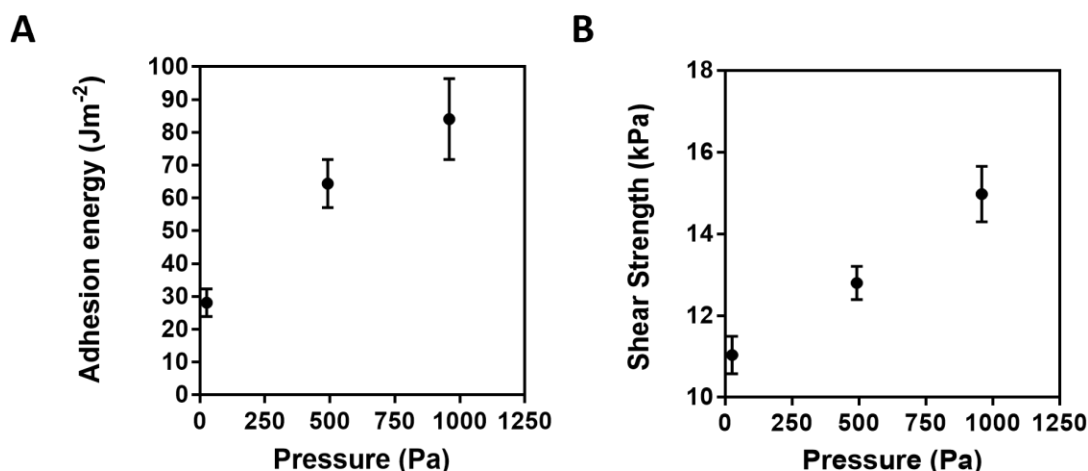 A
Adhesion energy (Jm⁻²)
100
90
80
70
60
50
40
30
20
10
0
0 250 500 750 1000 1250
Pressure (Pa)
B
Shear Strength (kPa)
18
16
14
12
10
0 250 500 750 1000 1250
Pressure (Pa)